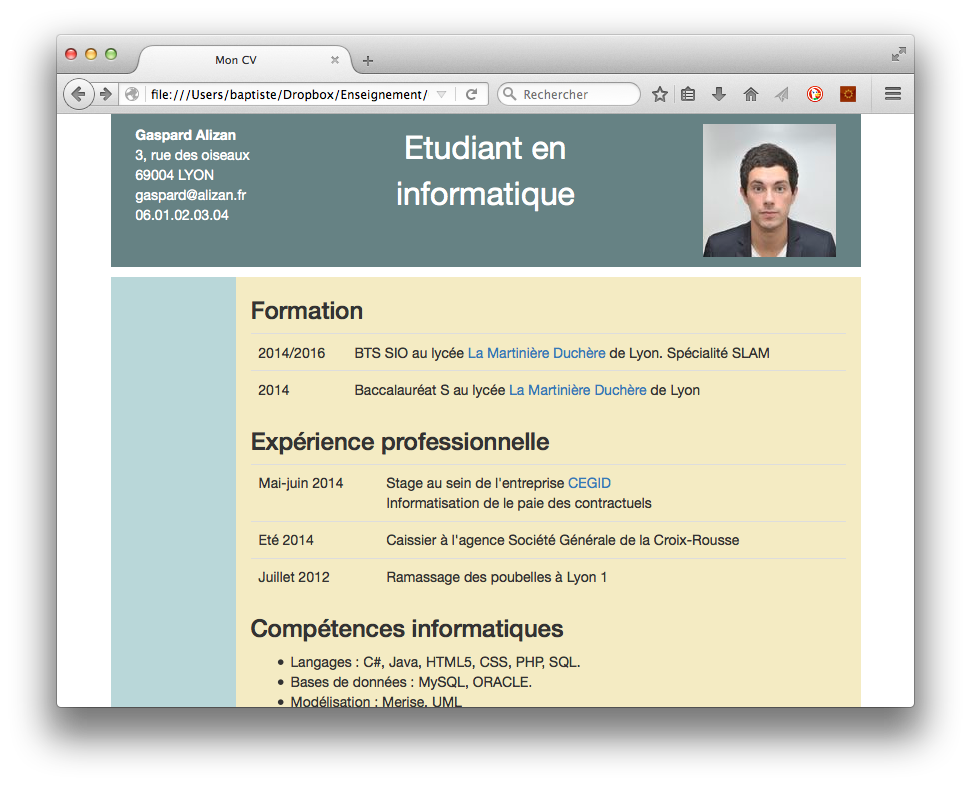 Mon CV
file:///Users/baptiste/Dropbox/Enseignement/
Rechercher
Gaspard Alizan
3, rue des oiseaux
69004 LYON
gaspard@alizan.fr
06.01.02.03.04
Etudiant en
informatique
Formation
2014/2016 BTS SIO au lycée La Martinière Duchère de Lyon. Spécialité SLAM
2014 Baccalauréat S au lycée La Martinière Duchère de Lyon
Expérience professionnelle
Mai-juin 2014 Stage au sein de l'entreprise CEGID
Informatisation de le paie des contractuels
Eté 2014 Caissier à l'agence Société Générale de la Croix-Rousse
Juillet 2012 Ramassage des poubelles à Lyon 1
Compétences informatiques
• Langages : C#, Java, HTML5, CSS, PHP, SQL.
• Bases de données : MySQL, ORACLE.
• Modélisation : Merise, UML